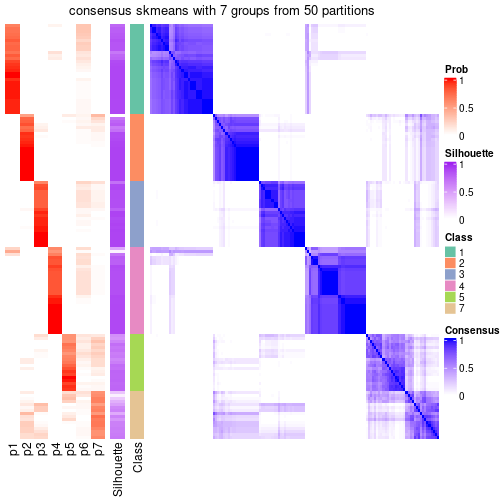 consensus skmeans with 7 groups from 50 partitions
Prob
1
0.5
0
Silhouette
1
0.5
0
Class
1
2
3
4
5
7
Consensus
1
0.5
0
p1
p2
p3
p4
p5
p6
p7
Silhouette
Class